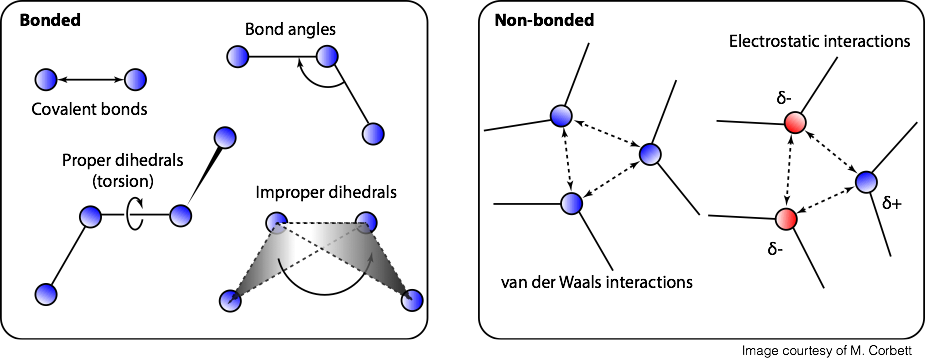 Bonded
Bond angles
Covalent bonds
Proper dihedrals
(torsion)
Improper dihedrals
Non-bonded
Electrostatic interactions
δ-
δ+
δ-
van der Waals interactions
Image courtesy of M. Corbett